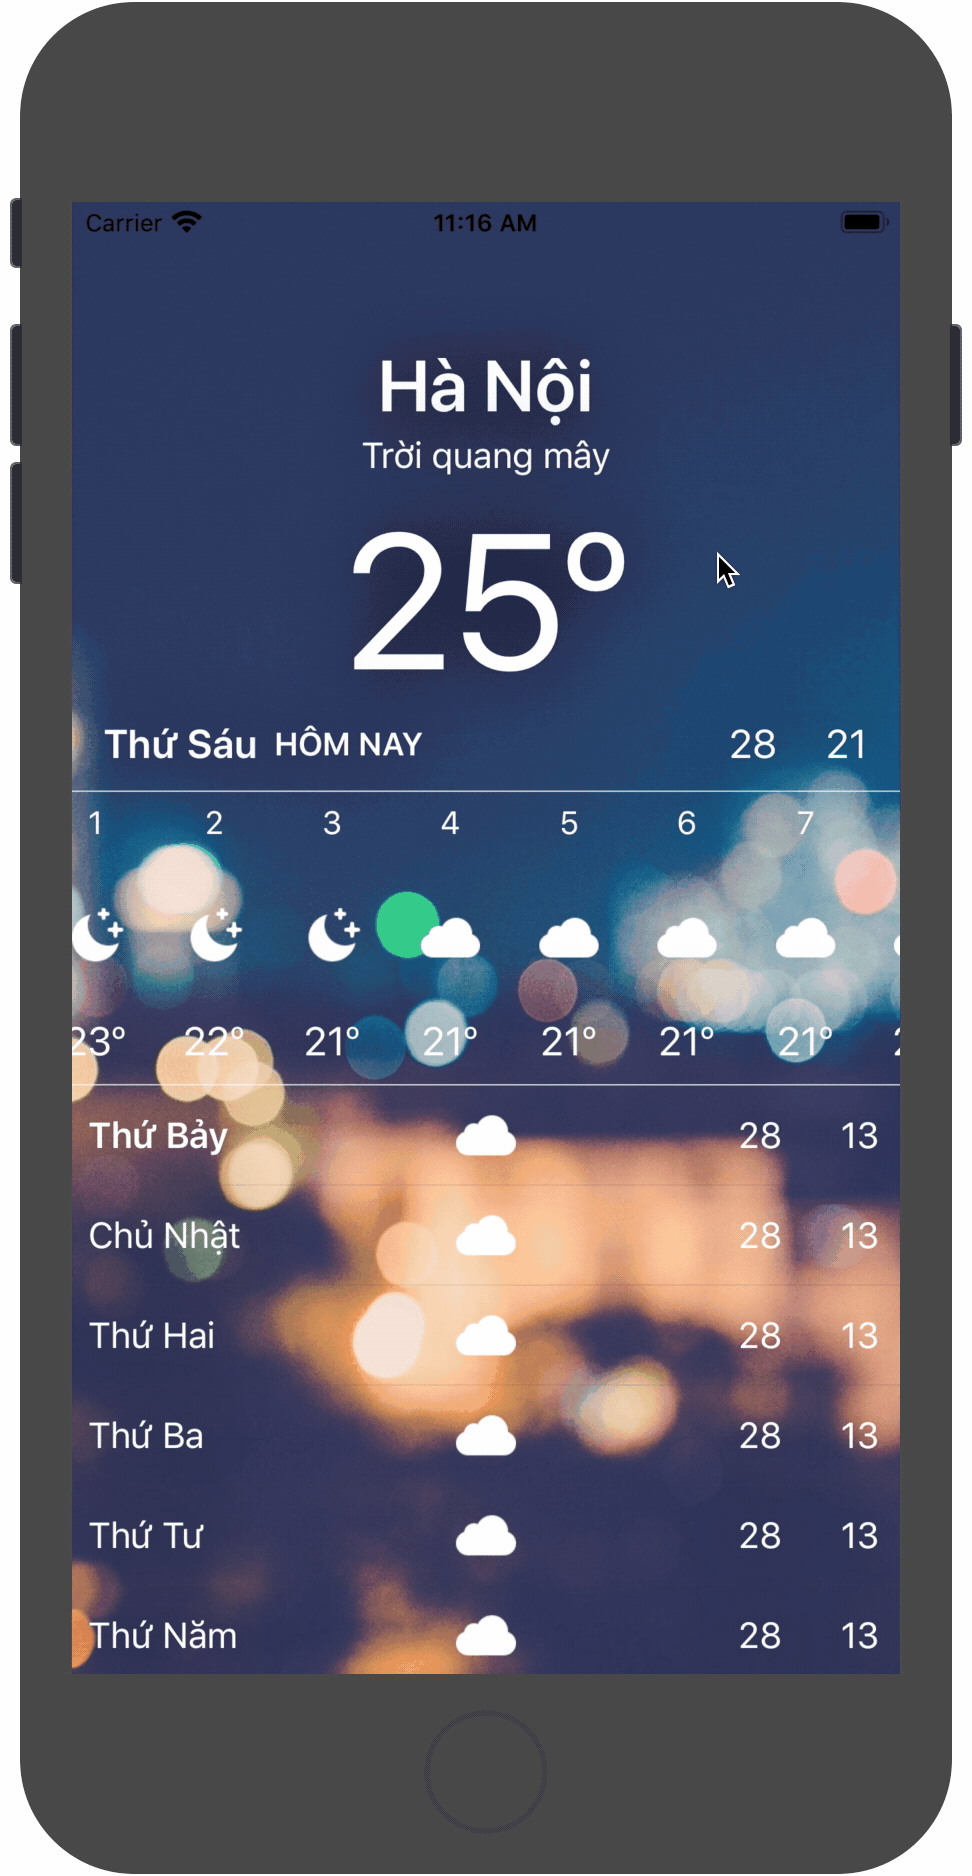 Carrier 11:16 AM
Hà Nội
Trời quang mây
25°
Thứ Sáu HÔM NAY 28 21
1 2 3 4 5 6 7
23° 22° 21° 21° 21° 21° 21°
Thứ Bảy 28 13
Chủ Nhật 28 13
Thứ Hai 28 13
Thứ Ba 28 13
Thứ Tư 28 13
Thứ Năm 28 13